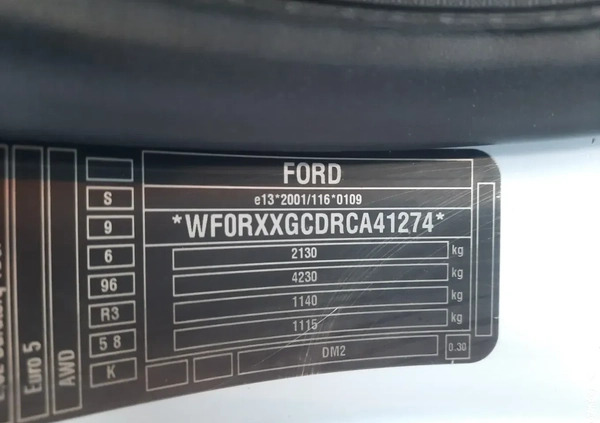 FORD
e13*2001/116*0109
*WF0RXXGCDRCA41274*
2130 kg
4230 kg
1140 kg
1115 kg
DM2
0.30
S
9
6
96
R3
5 8
K
AWD
Euro 5